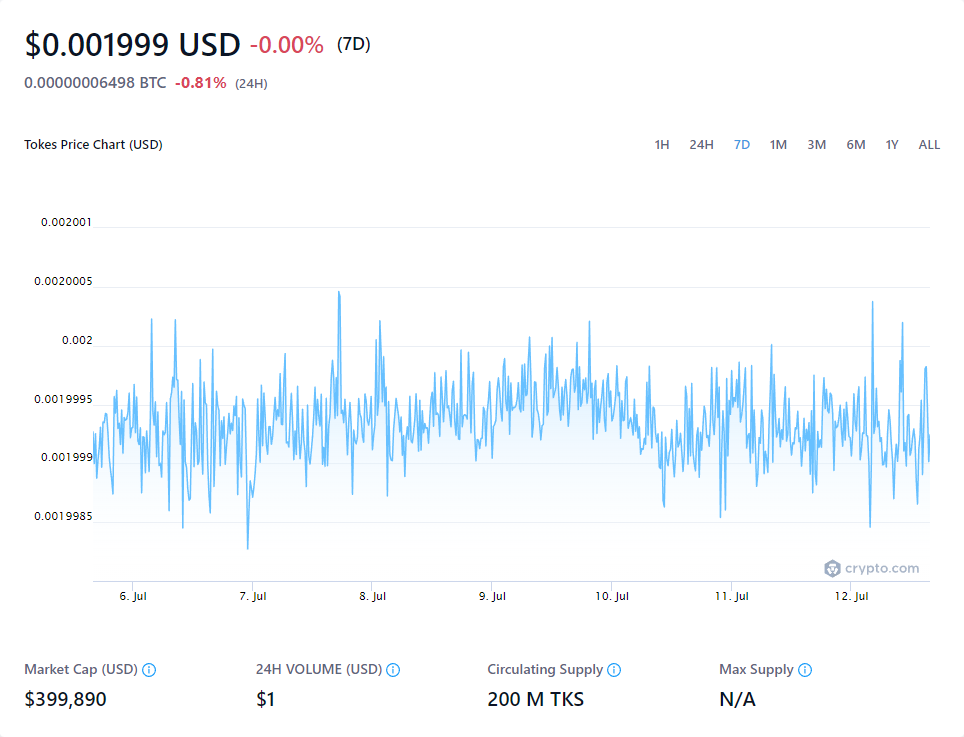 $0.001999 USD -0.00% (7D)
0.00000006498 BTC -0.81% (24H)
Tokes Price Chart (USD) 1H 24H 7D 1M 3M 6M 1Y ALL
0.002001
0.0020005
0.002
0.0019995
0.001999
0.0019985
crypto.com
6. Jul 7. Jul 8. Jul 9. Jul 10. Jul 11. Jul 12. Jul
Market Cap (USD) 24H VOLUME (USD) Circulating Supply Max Supply
$399,890 $1 200 M TKS N/A